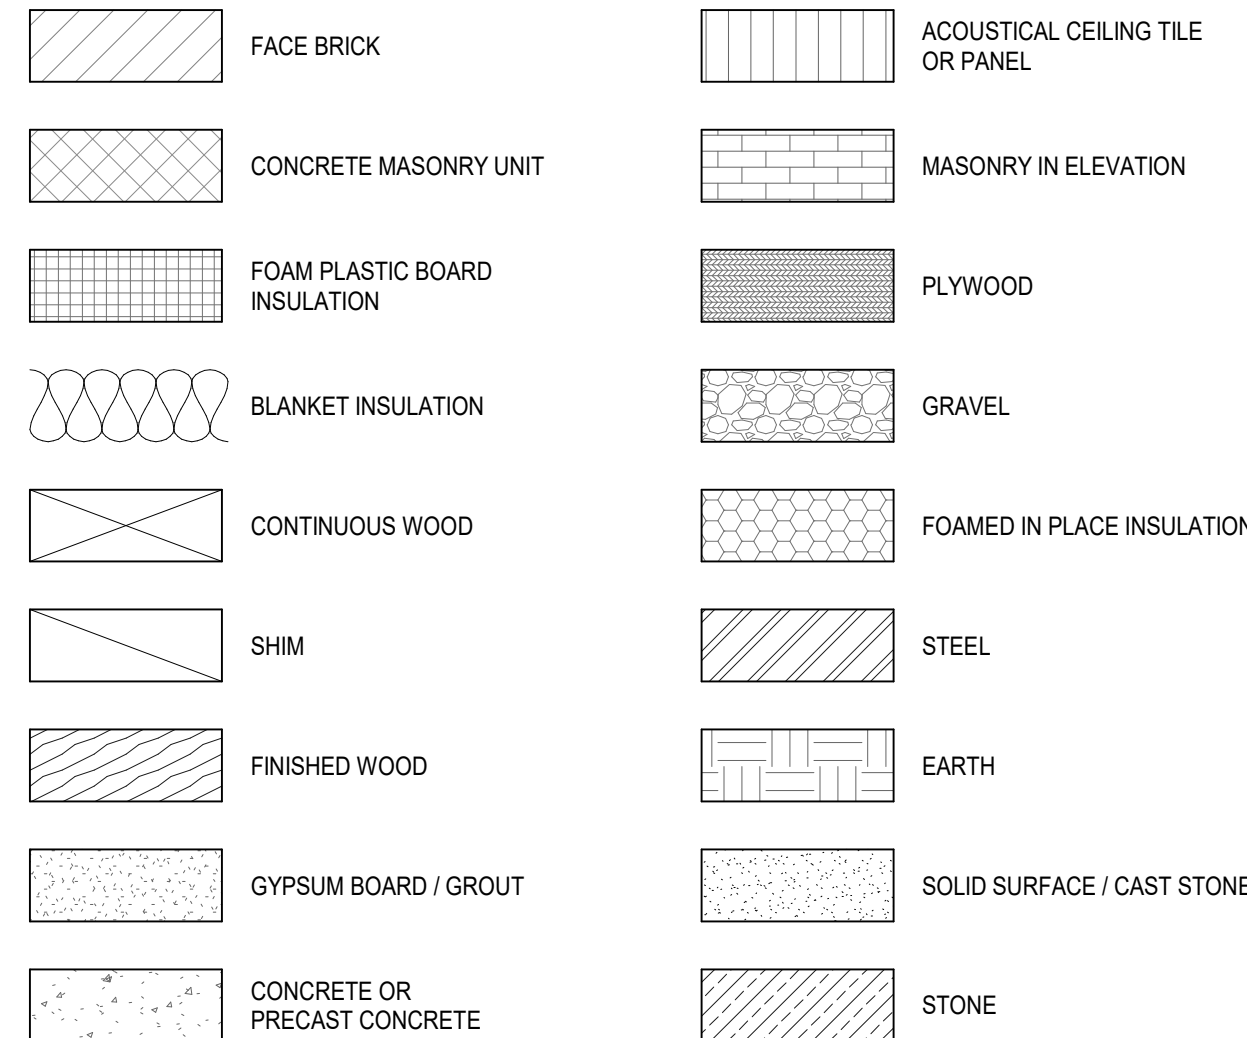 FACE BRICK
CONCRETE MASONRY UNIT
FOAM PLASTIC BOARD
INSULATION
BLANKET INSULATION
CONTINUOUS WOOD
SHIM
FINISHED WOOD
GYPSUM BOARD / GROUT
CONCRETE OR
PRECAST CONCRETE
ACOUSTICAL CEILING TILE
OR PANEL
MASONRY IN ELEVATION
PLYWOOD
GRAVEL
FOAMED IN PLACE INSULATION
STEEL
EARTH
SOLID SURFACE / CAST STONE
STONE